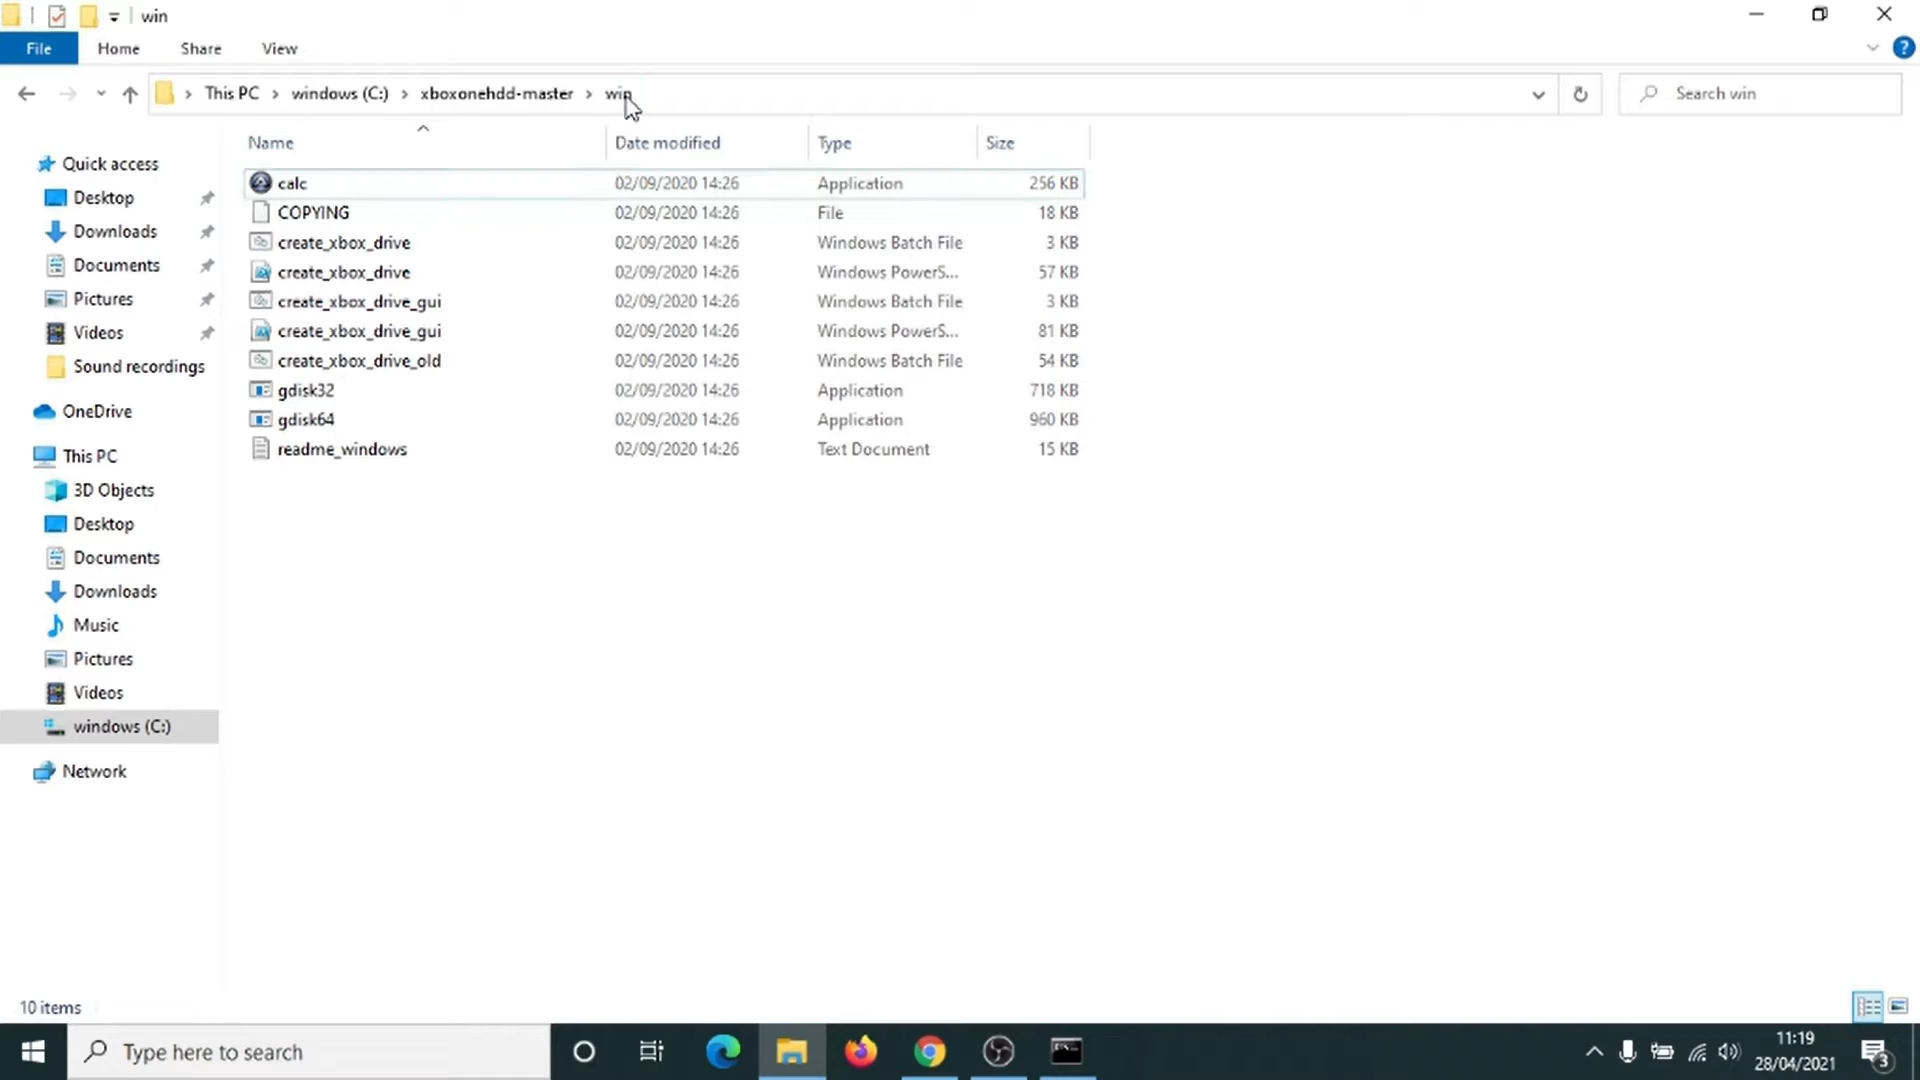 win
File Home Share View
This PC windows (C:) xboxonehdd-master win
Search win
Name Date modified Type Size
Quick access
Desktop
Downloads
Documents
Pictures
Videos
Sound recordings
OneDrive
This PC
3D Objects
Desktop
Documents
Downloads
Music
Pictures
Videos
windows (C:)
Network
calc 02/09/2020 14:26 Application 256 KB
COPYING 02/09/2020 14:26 File 18 KB
create_xbox_drive 02/09/2020 14:26 Windows Batch File 3 KB
create_xbox_drive 02/09/2020 14:26 Windows PowerS... 57 KB
create_xbox_drive_gui 02/09/2020 14:26 Windows Batch File 3 KB
create_xbox_drive_gui 02/09/2020 14:26 Windows PowerS... 81 KB
create_xbox_drive_old 02/09/2020 14:26 Windows Batch File 54 KB
gdisk32 02/09/2020 14:26 Application 718 KB
gdisk64 02/09/2020 14:26 Application 960 KB
readme_windows 02/09/2020 14:26 Text Document 15 KB
10 items
Type here to search
11:19
28/04/2021
3